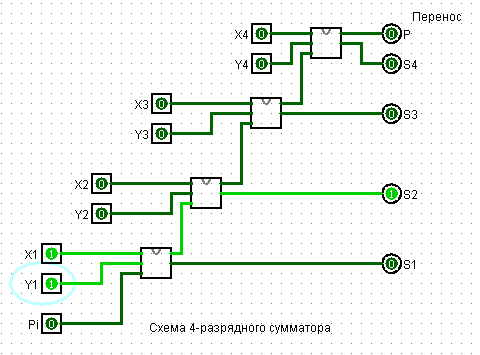 Перенос
X4 0 0 P
Y4 0 0 S4
X3 0
Y3 0 0 S3
X2 0
Y2 0 1 S2
X1 1
Y1 1 0 S1
Pi 0
Схема 4-разрядного сумматора